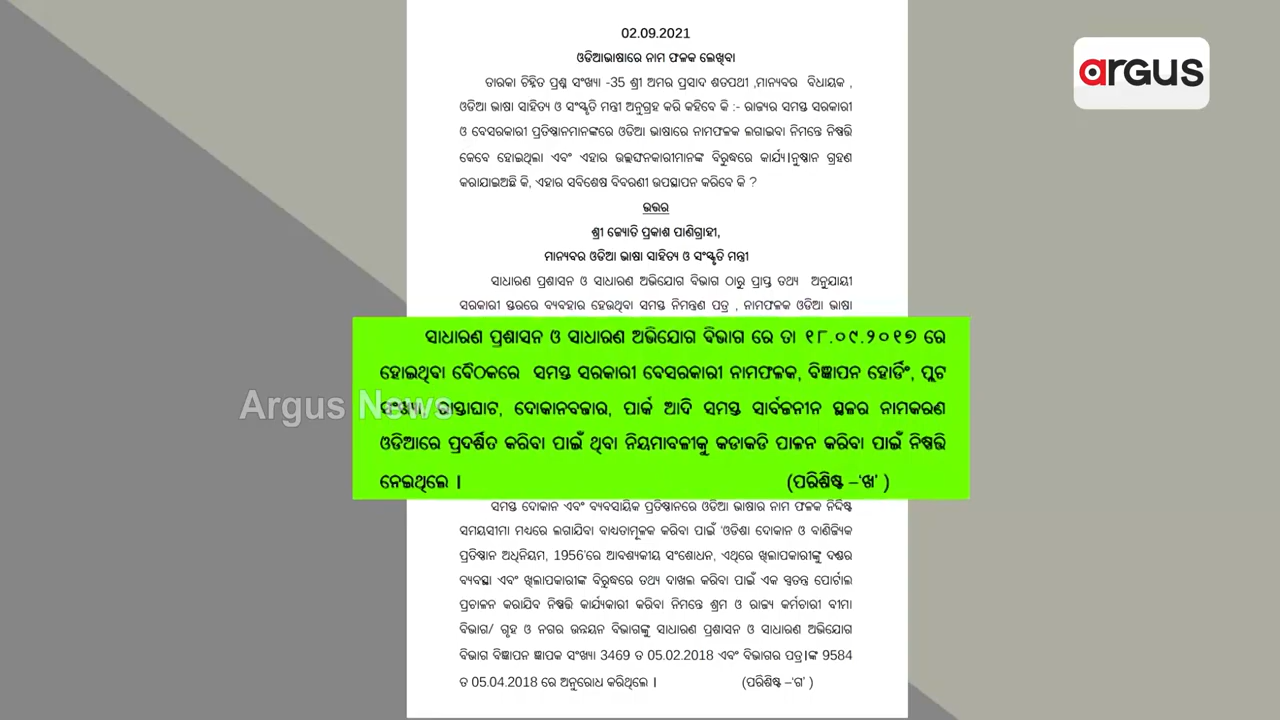 argus
02.09.2021
ଓଡିଆଭାଷାରେ ନାମ ଫଳକ ଲେଖିବା
ତାରକା ଚିହ୍ନିତ ପ୍ରଶ୍ନ ସଂଖ୍ୟା -35 ଶ୍ରୀ ଅମର ପ୍ରସାଦ ଶତପଥୀ ,ମାନ୍ୟବର ବିଧାୟକ ,
ଓଡିଆ ଭାଷା ସାହିତ୍ୟ ଓ ସଂସ୍କୃତି ମନ୍ତ୍ରୀ ଅନୁଗ୍ରହ କରି କହିବେ କି :- ରାଜ୍ୟର ସମସ୍ତ ସରକାରୀ
ଓ ବେସରକାରୀ ପ୍ରତିଷ୍ଠାନମାନଙ୍କରେ ଓଡିଆ ଭାଷାରେ ନାମଫଳକ ଲଗାଇବା ନିମନ୍ତେ ନିଷ୍ପତ୍ତି
କେବେ ହୋଇଥିଲା ଏବଂ ଏହାର ଉଲ୍ଲଙ୍ଘନକାରୀମାନଙ୍କ ବିରୁଦ୍ଧରେ କାର୍ଯ୍ୟାନୁଷ୍ଠାନ ଗ୍ରହଣ
କରାଯାଇଅଛି କି, ଏହାର ସବିଶେଷ ବିବରଣୀ ଉପସ୍ଥାପନ କରିବେ କି ?
ଉତ୍ତର
ଶ୍ରୀ ଜ୍ୟୋତି ପ୍ରକାଶ ପାଣିଗ୍ରାହୀ,
ମାନ୍ୟବର ଓଡିଆ ଭାଷା ସାହିତ୍ୟ ଓ ସଂସ୍କୃତି ମନ୍ତ୍ରୀ
ସାଧାରଣ ପ୍ରଶାସନ ଓ ସାଧାରଣ ଅଭିଯୋଗ ବିଭାଗ ଠାରୁ ପ୍ରାପ୍ତ ତଥ୍ୟ ଅନୁଯାୟୀ
ସରକାରୀ ସ୍ତରରେ ବ୍ୟବହାର ହେଉଥିବା ସମସ୍ତ ନିମନ୍ତ୍ରଣ ପତ୍ର , ନାମଫଳକ ଓଡିଆ ଭାଷା
ସାଧାରଣ ପ୍ରଶାସନ ଓ ସାଧାରଣ ଅଭିଯୋଗ ବିଭାଗ ରେ ତା ୧୮.୦୯.୨୦୧୭ ରେ
ହୋଇଥିବା ବୈଠକରେ ସମସ୍ତ ସରକାରୀ ବେସରକାରୀ ନାମଫଳକ, ବିଜ୍ଞାପନ ହୋର୍ଡିଂ, ପ୍ଲଟ
ସଂଖ୍ୟା, ରାସ୍ତାଘାଟ, ଦୋକାନବଜାର, ପାର୍କ ଆଦି ସମସ୍ତ ସାର୍ବଜନୀନ ସ୍ଥଳର ନାମକରଣ
Argus News
ଓଡିଆରେ ପ୍ରଦର୍ଶିତ କରିବା ପାଇଁ ଥିବା ନିୟମାବଳୀକୁ କଡାକଡି ପାଳନ କରିବା ପାଇଁ ନିଷ୍ପତ୍ତି
ନେଇଥିଲେ । (ପରିଶିଷ୍ଟ –‘ଖ’ )
ସମସ୍ତ ଦୋକାନ ଏବଂ ବ୍ୟବସାୟିକ ପ୍ରତିଷ୍ଠାନରେ ଓଡିଆ ଭାଷାର ନାମ ଫଳକ ନିର୍ଦ୍ଦିଷ୍ଟ
ସମୟସୀମା ମଧ୍ୟରେ ଲଗାଯିବା ବାଧ୍ୟତାମୂଳକ କରିବା ପାଇଁ ‘ଓଡିଶା ଦୋକାନ ଓ ବାଣିଜ୍ୟିକ
ପ୍ରତିଷ୍ଠାନ ଅଧିନିୟମ, 1956’ରେ ଆବଶ୍ୟକୀୟ ସଂଶୋଧନ, ଏଥିରେ ଖିଲାପକାରୀଙ୍କୁ ଦଣ୍ଡର
ବ୍ୟବସ୍ଥା ଏବଂ ଖିଲାପକାରୀଙ୍କ ବିରୁଦ୍ଧରେ ତଥ୍ୟ ଦାଖଲ କରିବା ପାଇଁ ଏକ ସ୍ୱତନ୍ତ୍ର ପୋର୍ଟାଲ
ପ୍ରଚାଳନ କରାଯିବ ନିଷ୍ପତ୍ତି କାର୍ଯ୍ୟକାରୀ କରିବା ନିମନ୍ତେ ଶ୍ରମ ଓ ରାଜ୍ୟ କର୍ମଚାରୀ ବୀମା
ବିଭାଗ/ ଗୃହ ଓ ନଗର ଉନ୍ନୟନ ବିଭାଗଙ୍କୁ ସାଧାରଣ ପ୍ରଶାସନ ଓ ସାଧାରଣ ଅଭିଯୋଗ
ବିଭାଗ ବିଜ୍ଞାପନ ଜ୍ଞାପକ ସଂଖ୍ୟା 3469 ତ 05.02.2018 ଏବଂ ବିଭାଗର ପତ୍ରାଙ୍କ 9584
ତ 05.04.2018 ରେ ଅନୁରୋଧ କରିଥିଲେ । (ପରିଶିଷ୍ଟ –‘ଗ’ )